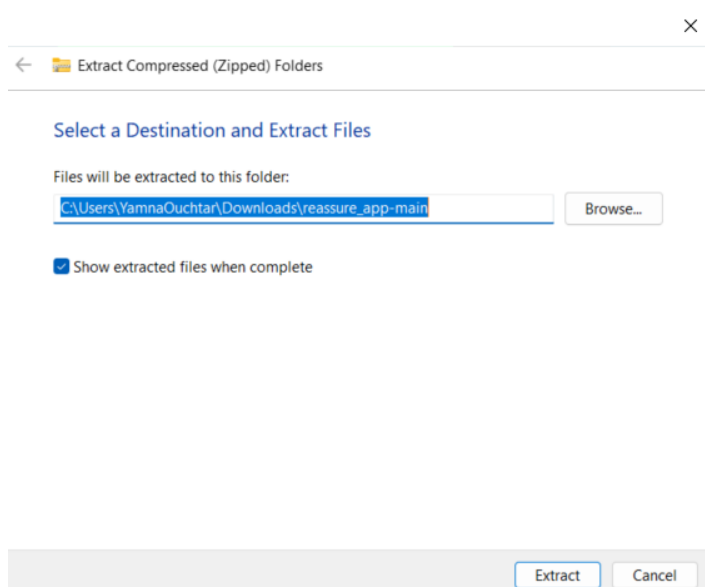 Extract Compressed (Zipped) Folders
Select a Destination and Extract Files
Files will be extracted to this folder:
C:\Users\YamnaOuchtar\Downloads\reassure_app-main
Browse...
Show extracted files when complete
Extract
Cancel